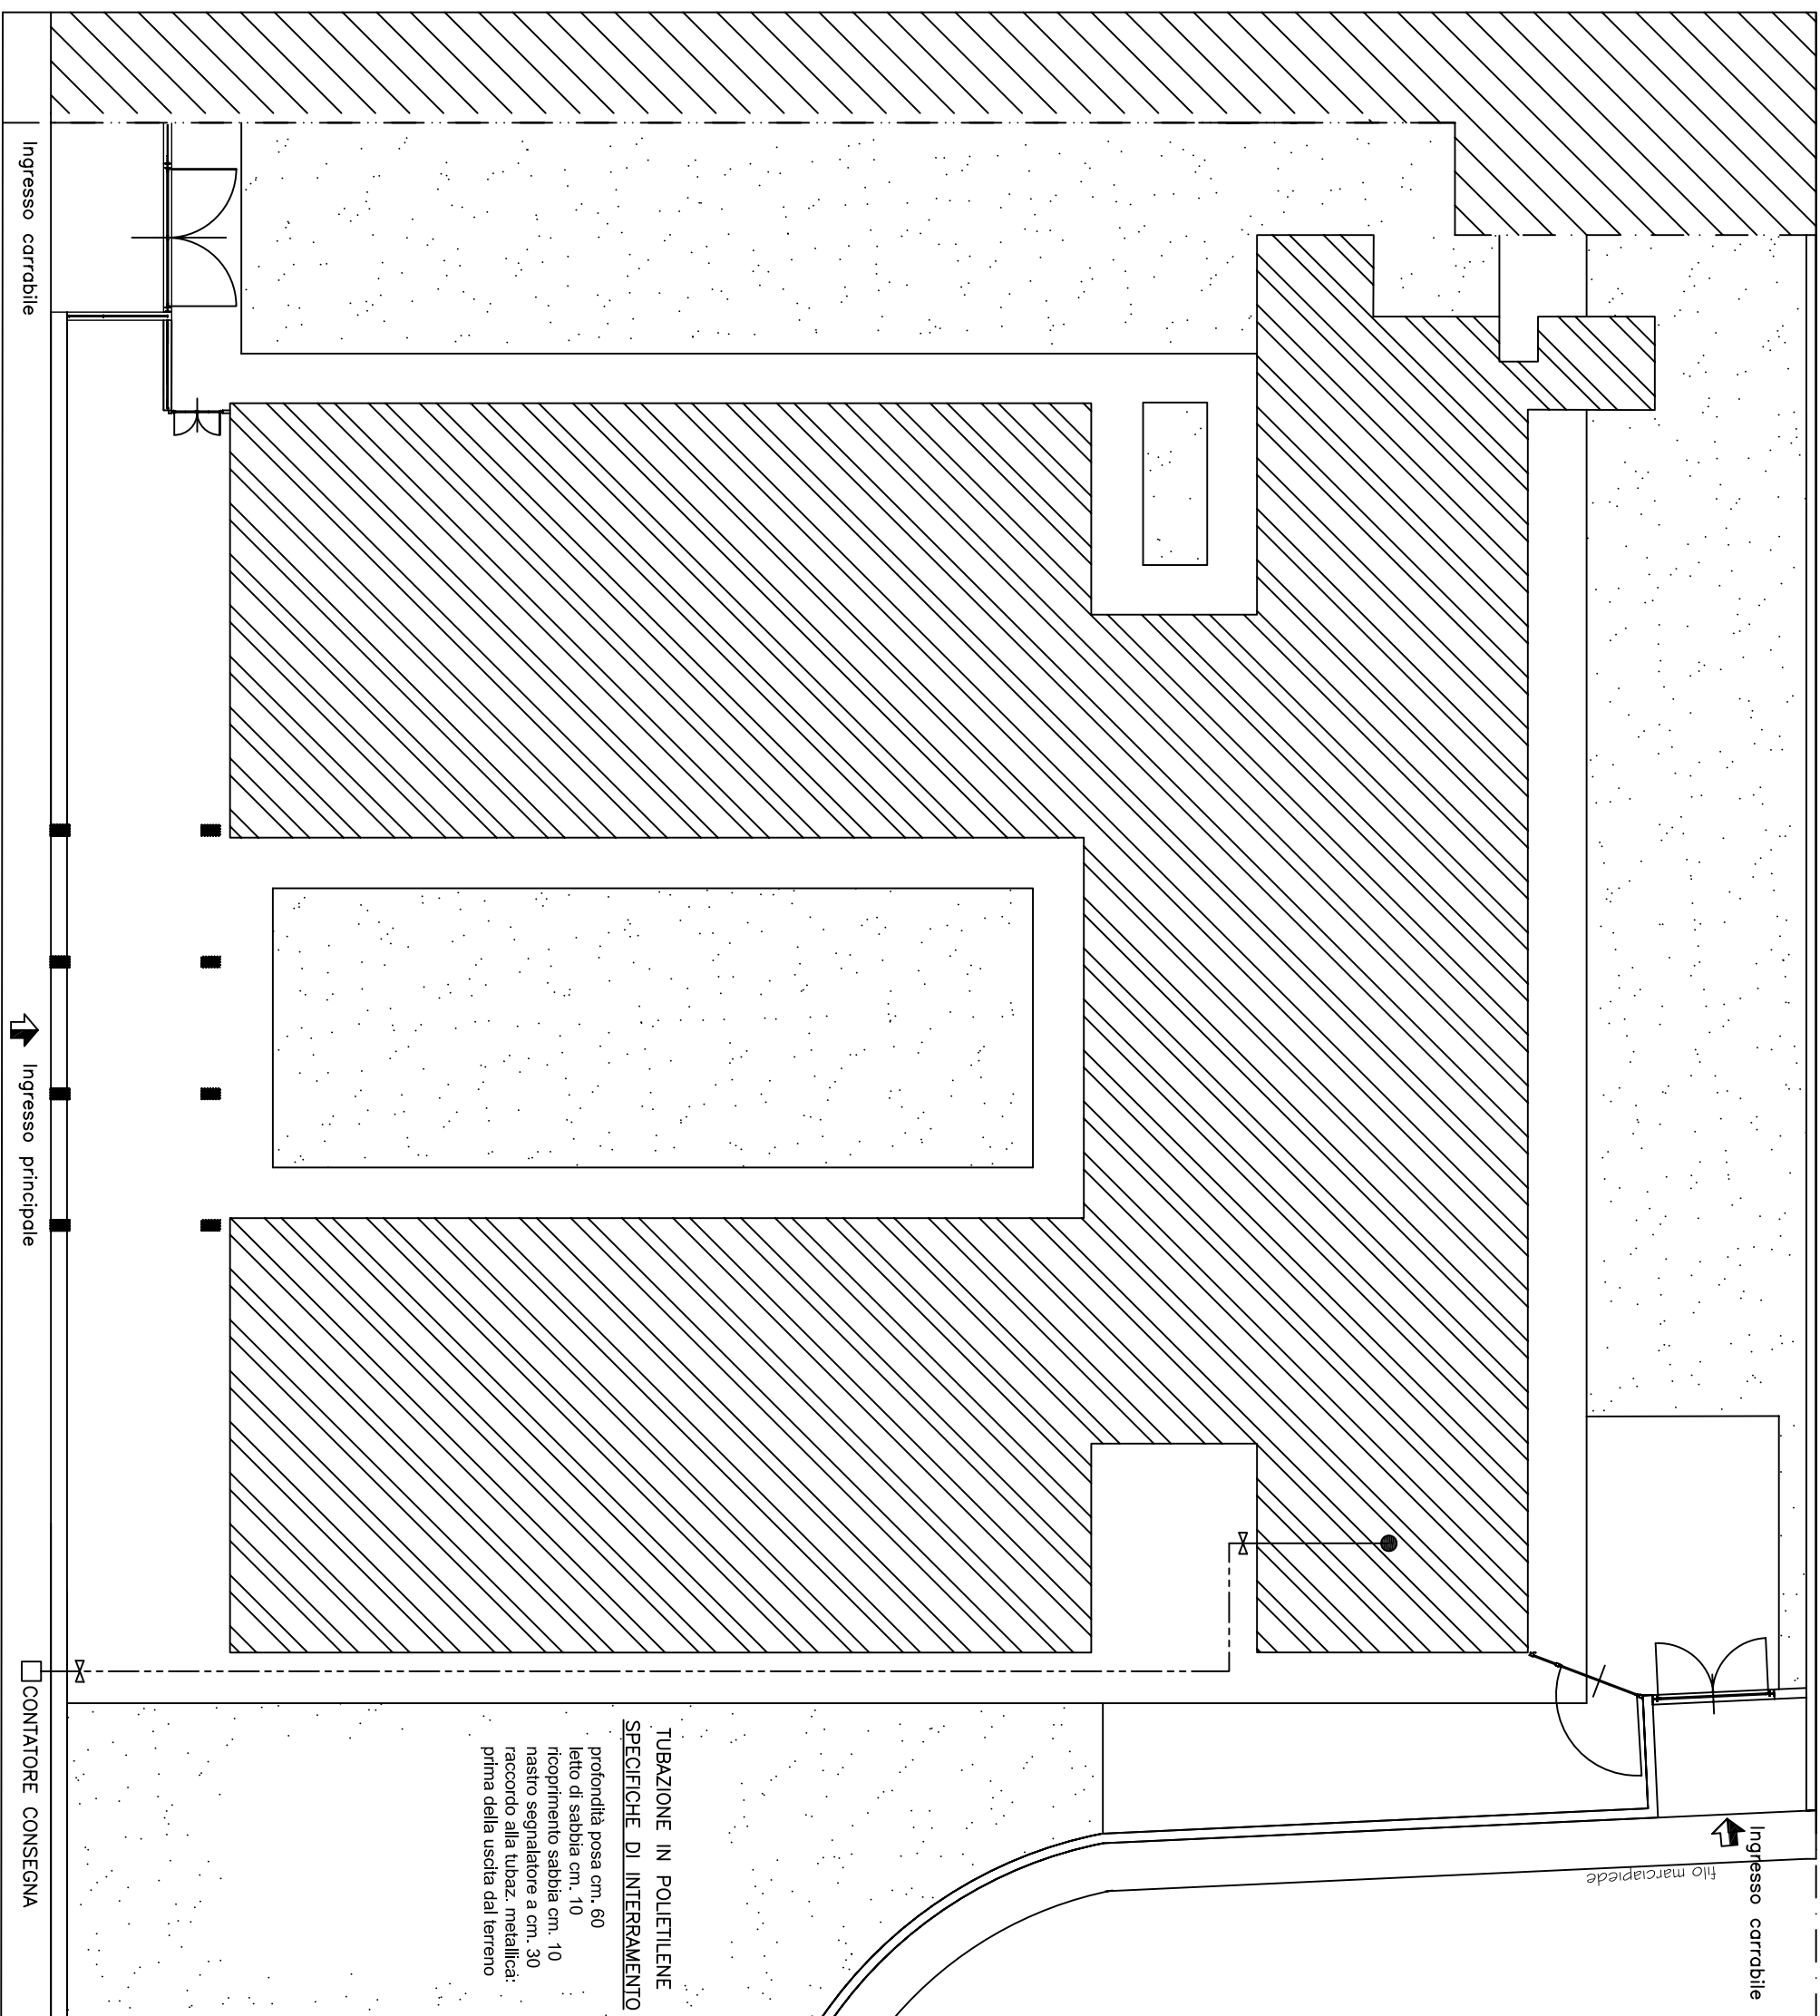 Ingresso carrabile
Ingresso principale
CONTATORE CONSEGNA
TUBAZIONE IN POLIETILENE
SPECIFICHE DI INTERRAMENTO
profondità posa cm. 60
letto di sabbia cm. 10
ricoprimento sabbia cm. 10
nastro segnalatore a cm. 30
raccordo alla tubaz. metallica:
prima della uscita dal terreno
Ingresso carrabile
filo marciapiede